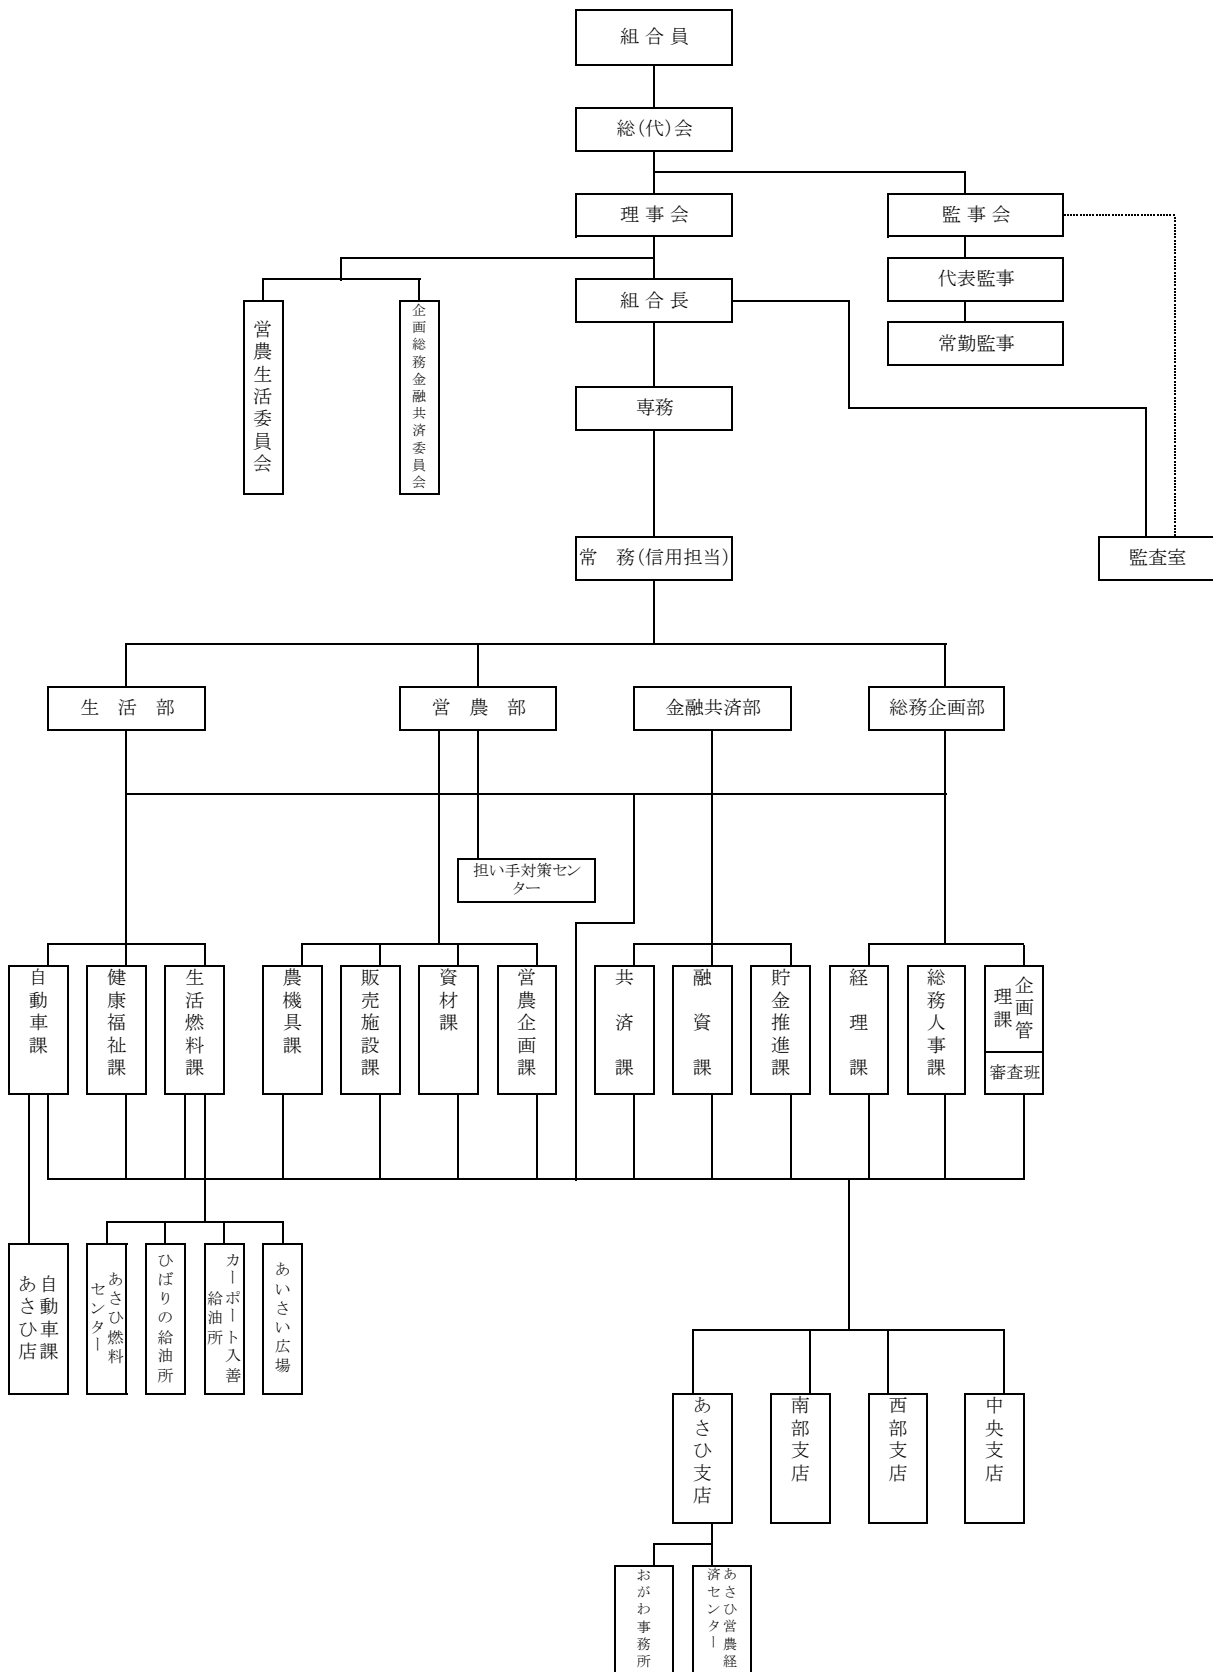 組 合 員
総(代)会
理 事 会
監 事 会
代表監事
常勤監事
組 合 長
営農生活委員会
企画総務金融共済委員会
専務
常　務(信用担当)
監査室
生　活　部
営　農　部
金融共済部
総務企画部
担い手対策セン
ター
自動車課
健康福祉課
生活燃料課
農機具課
販売施設課
資材課
営農企画課
共　済　課
融　資　課
貯金推進課
経　理　課
総務人事課
企画管
理課
審査班
自動車課
あさひ店
あさひ燃料
センター
ひばりの給油所
カーポート入善
給油所
あいさい広場
あさひ支店
南部支店
西部支店
中央支店
おがわ事務所
あさひ営農経
済センター